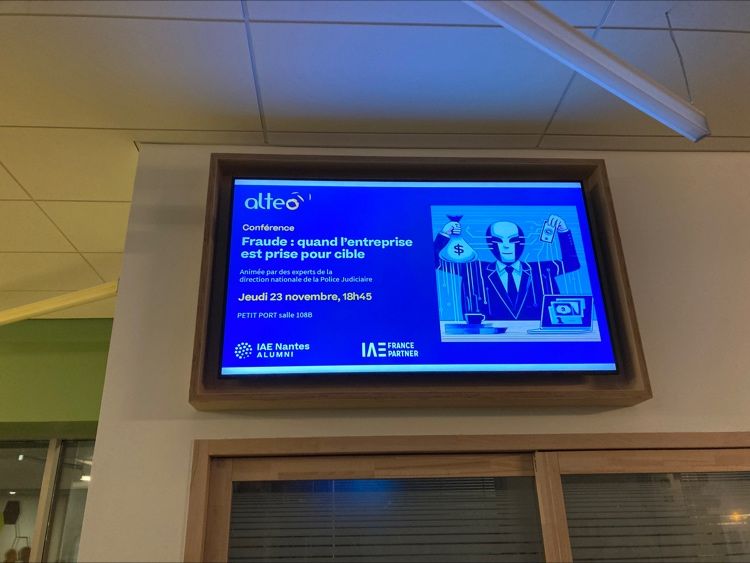 alteo
Conférence
Fraude : quand l'entreprise
est prise pour cible
Animée par des experts de la
direction nationale de la Police Judiciaire
Jeudi 23 novembre, 18h45
PETIT PORT salle 108B
IAE Nantes
ALUMNI
IAE FRANCE
PARTNER
$